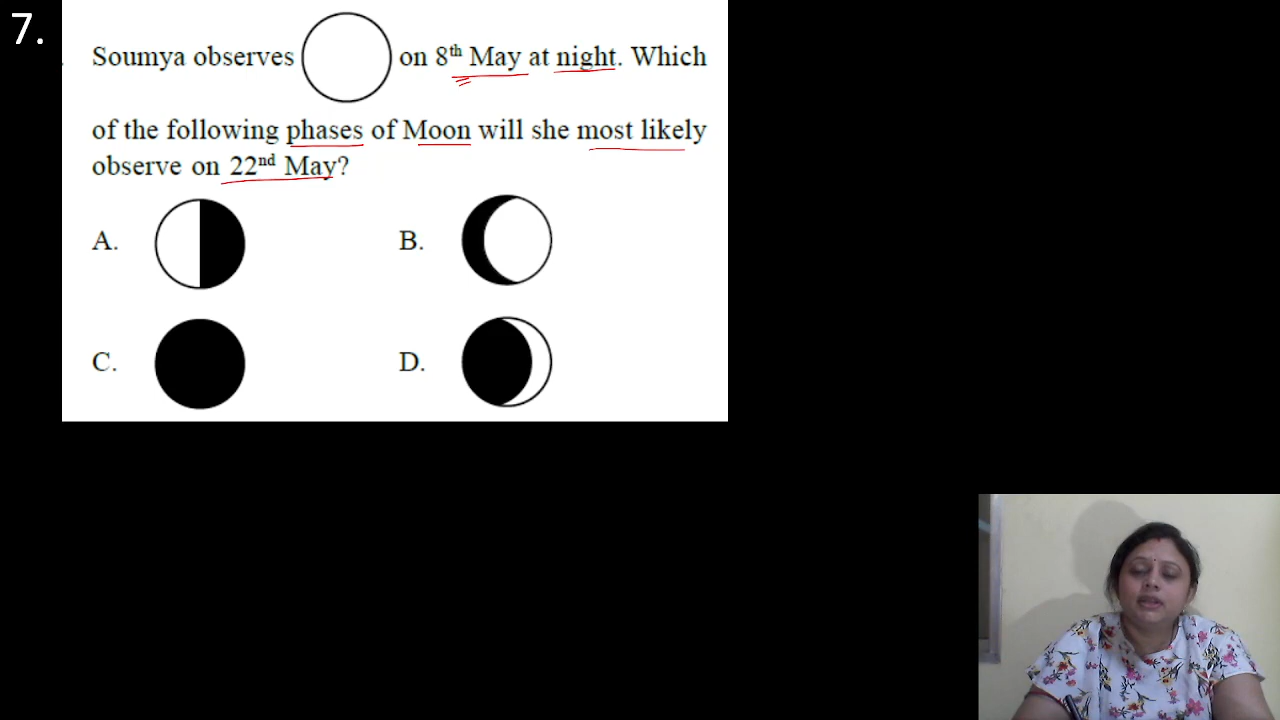 7.
Soumya observes on 8th May at night. Which
of the following phases of Moon will she most likely
observe on 22nd May?
A. B.
C. D.